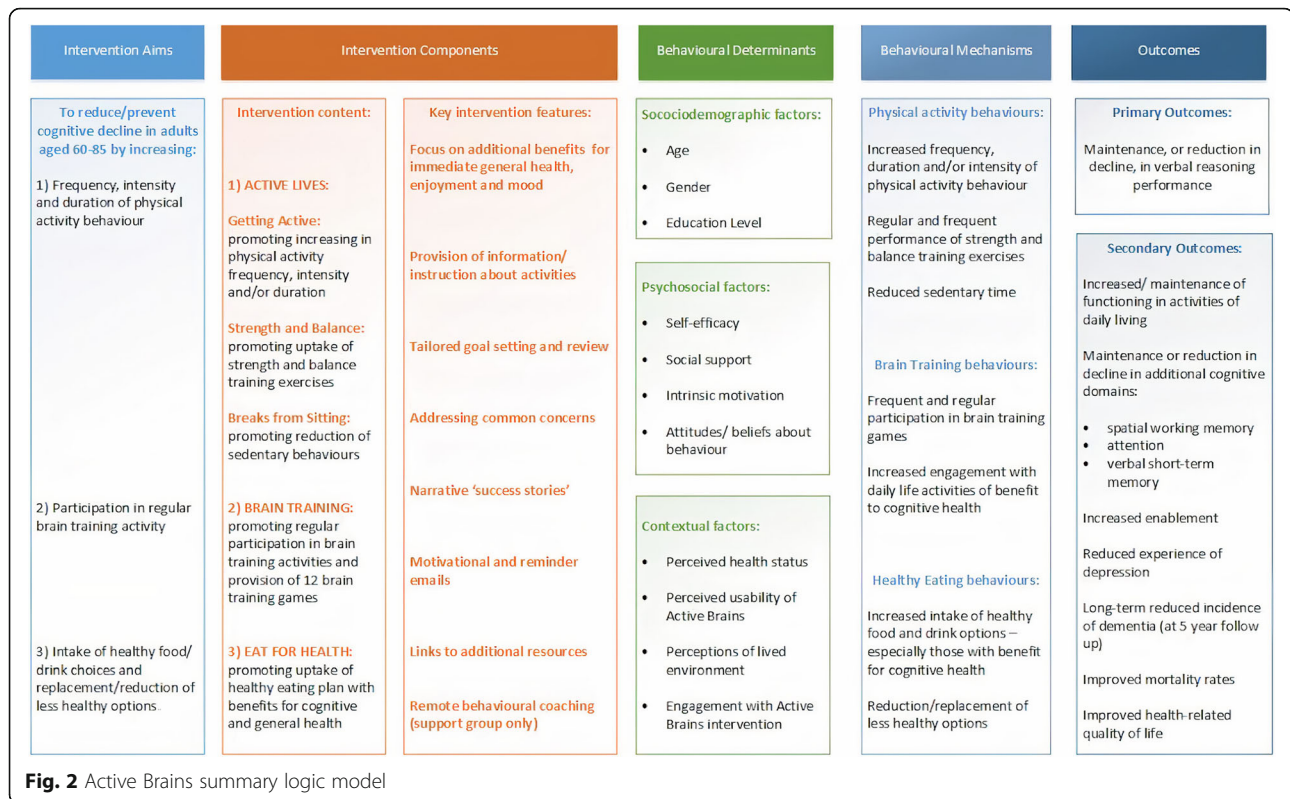 Intervention Aims
Intervention Components
Behavioural Determinants
Behavioural Mechanisms
Outcomes
To reduce/prevent
cognitive decline in adults
aged 60-85 by increasing:
1) Frequency, intensity
and duration of physical
activity behaviour
2) Participation in regular
brain training activity
3) Intake of healthy food/
drink choices and
replacement/reduction of
less healthy options
Intervention content:
1) ACTIVE LIVES:
Getting Active:
promoting increasing in
physical activity
frequency, intensity
and/or duration
Strength and Balance:
promoting uptake of
strength and balance
training exercises
Breaks from Sitting:
promoting reduction of
sedentary behaviours
2) BRAIN TRAINING:
promoting regular
participation in brain
training activities and
provision of 12 brain
training games
3) EAT FOR HEALTH:
promoting uptake of
healthy eating plan with
benefits for cognitive
and general health
Key intervention features:
Focus on additional benefits for
immediate general health,
enjoyment and mood
Provision of information/
instruction about activities
Tailored goal setting and review
Addressing common concerns
Narrative ‘success stories’
Motivational and reminder
emails
Links to additional resources
Remote behavioural coaching
(support group only)
Socociodemographic factors:
• Age
• Gender
• Education Level
Psychosocial factors:
• Self-efficacy
• Social support
• Intrinsic motivation
• Attitudes/ beliefs about
behaviour
Contextual factors:
• Perceived health status
• Perceived usability of
Active Brains
• Perceptions of lived
environment
• Engagement with Active
Brains intervention
Physical activity behaviours:
Increased frequency,
duration and/or intensity of
physical activity behaviour
Regular and frequent
performance of strength and
balance training exercises
Reduced sedentary time
Brain Training behaviours:
Frequent and regular
participation in brain training
games
Increased engagement with
daily life activities of benefit
to cognitive health
Healthy Eating behaviours:
Increased intake of healthy
food and drink options –
especially those with benefit
for cognitive health
Reduction/replacement of
less healthy options
Primary Outcomes:
Maintenance, or reduction in
decline, in verbal reasoning
performance
Secondary Outcomes:
Increased/ maintenance of
functioning in activities of
daily living
Maintenance or reduction in
decline in additional cognitive
domains:
• spatial working memory
• attention
• verbal short-term
memory
Increased enablement
Reduced experience of
depression
Long-term reduced incidence
of dementia (at 5 year follow
up)
Improved mortality rates
Improved health-related
quality of life
Fig. 2 Active Brains summary logic model